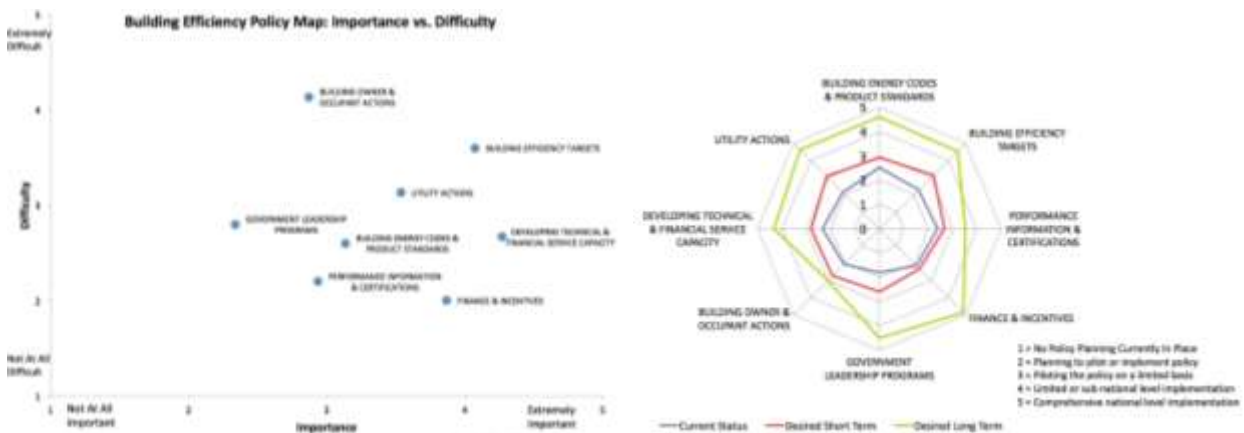 Building Efficiency Policy Map: Importance vs. Difficulty
5
Extremely
Difficult
4
3
2
Not At All
Difficult
1
Difficulty
BUILDING OWNER &
OCCUPANT ACTIONS
BUILDING EFFICIENCY TARGETS
UTILITY ACTIONS
GOVERNMENT LEADERSHIP
PROGRAMS
BUILDING ENERGY CODES &
PRODUCT STANDARDS
DEVELOPING TECHNICAL &
FINANCIAL SERVICE CAPACITY
PERFORMANCE INFORMATION
& CERTIFICATIONS
FINANCE & INCENTIVES
1
Not At All
Important
2
3
4
Extremely
Important
5
Importance
BUILDING ENERGY CODES
& PRODUCT STANDARDS
BUILDING EFFICIENCY
TARGETS
PERFORMANCE
INFORMATION &
CERTIFICATIONS
FINANCE & INCENTIVES
GOVERNMENT
LEADERSHIP PROGRAMS
BUILDING OWNER &
OCCUPANT ACTIONS
DEVELOPING TECHNICAL
& FINANCIAL SERVICE
CAPACITY
UTILITY ACTIONS
5
4
3
2
1
0
1 = No Policy Planning Currently In Place
2 = Planning to pilot or implement policy
3 = Piloting the policy on a limited basis
4 = Limited or sub national level implementation
5 = Comprehensive national level implementation
Current Status
Desired Short Term
Desired Long Term